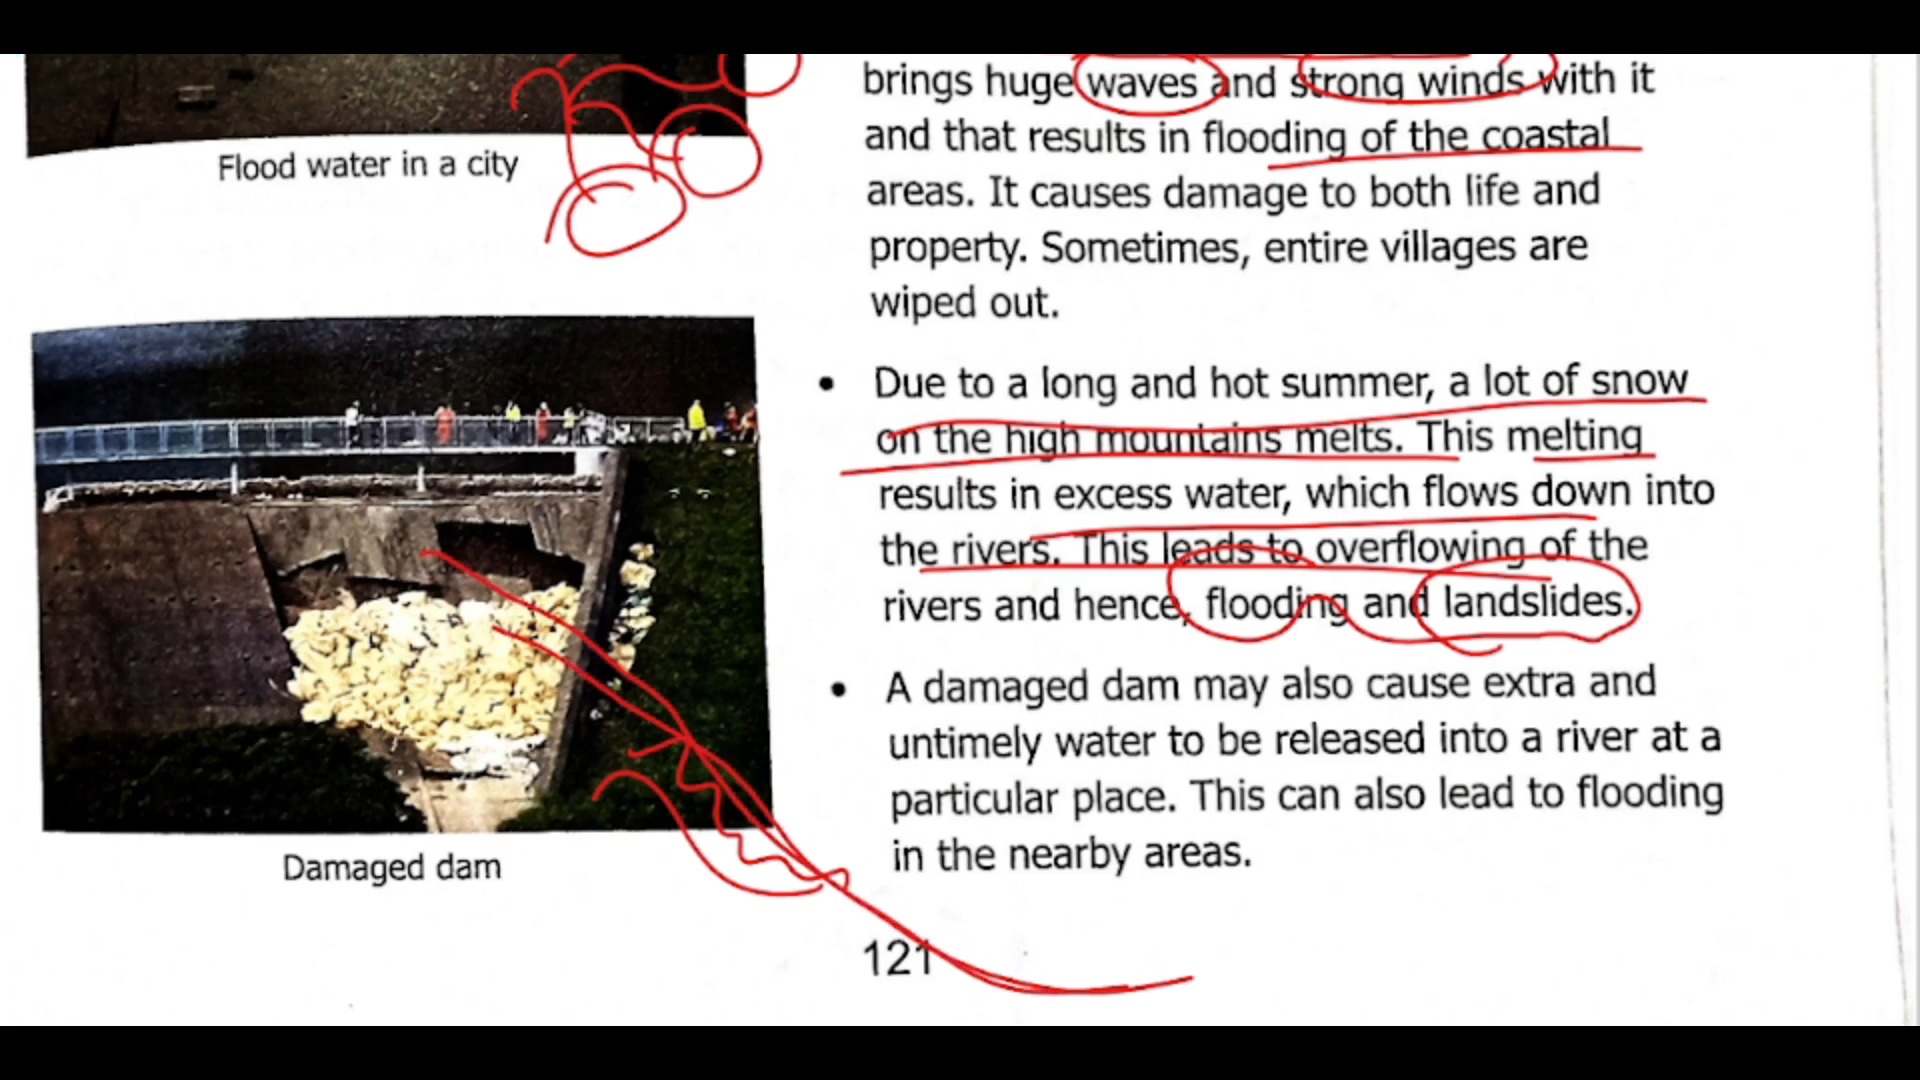 Flood water in a city
Damaged dam
brings huge waves and strong winds with it
and that results in flooding of the coastal
areas. It causes damage to both life and
property. Sometimes, entire villages are
wiped out.
• Due to a long and hot summer, a lot of snow
on the high mountains melts. This melting
results in excess water, which flows down into
the rivers. This leads to overflowing of the
rivers and hence, flooding and landslides.
• A damaged dam may also cause extra and
untimely water to be released into a river at a
particular place. This can also lead to flooding
in the nearby areas.
121